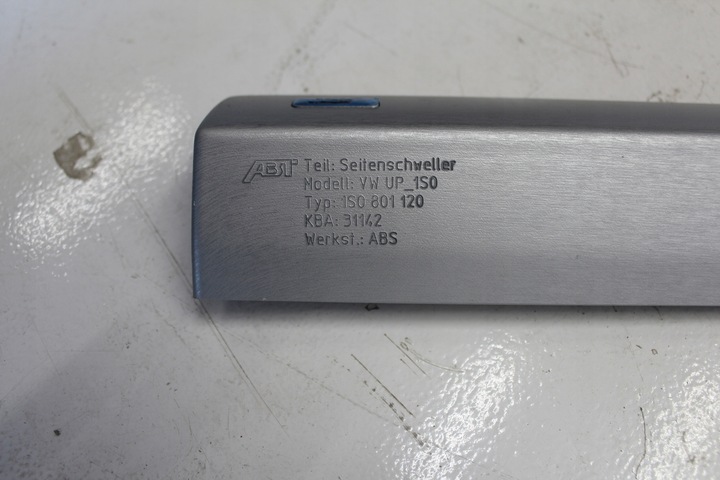 ABT Teil: Seitenschweller
Modell: VW UP_1S0
Typ: 1S0 801 120
KBA: 31142
Werkst.: ABS